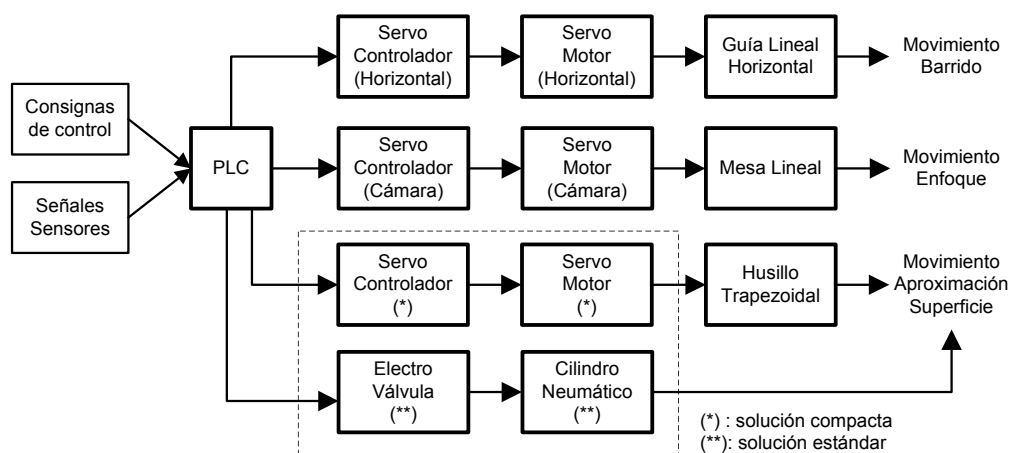 Consignas
de control
Señales
Sensores
PLC
Servo
Controlador
(Horizontal)
Servo
Motor
(Horizontal)
Guía Lineal
Horizontal
Movimiento
Barrido
Servo
Controlador
(Cámara)
Servo
Motor
(Cámara)
Mesa Lineal
Movimiento
Enfoque
Servo
Controlador
(*)
Servo
Motor
(*)
Husillo
Trapezoidal
Movimiento
Aproximación
Superficie
Electro
Válvula
(**)
Cilindro
Neumático
(**)
(*) : solución compacta
(**): solución estándar